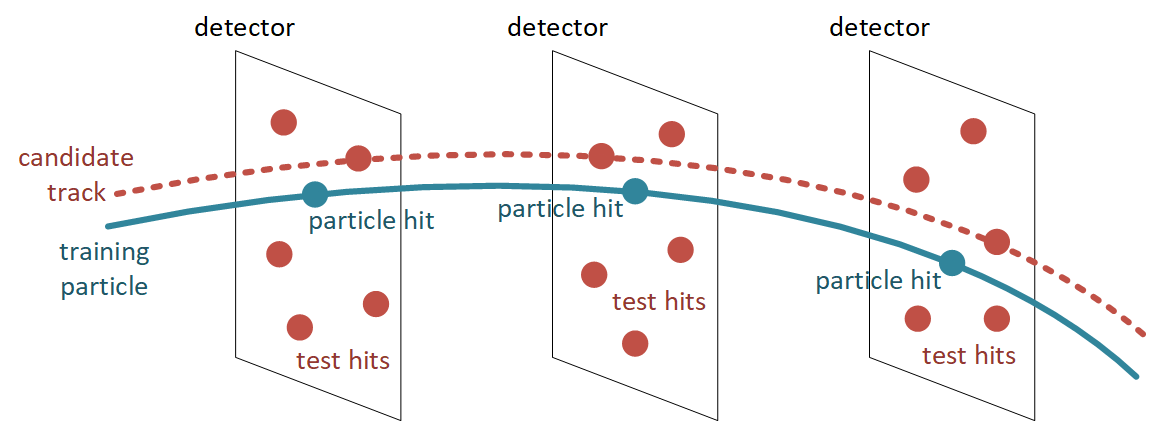 detector
detector
detector
candidate
track
particle hit
particle hit
training
particle
particle hit
test hits
test hits
test hits